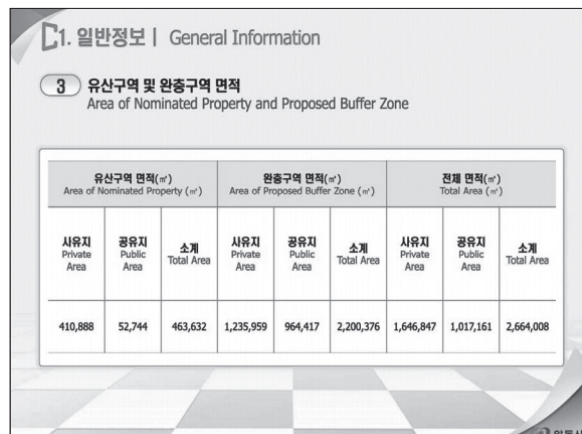 1. 일반정보 | General Information
3 유산구역 및 완충구역 면적
Area of Nominated Property and Proposed Buffer Zone
유산구역 면적(㎡) 완충구역 면적(㎡) 전체 면적(㎡)
Area of Nominated Property (㎡) Area of Proposed Buffer Zone (㎡) Total Area (㎡)
사유지 공유지 소계 사유지 공유지 소계 사유지 공유지 소계
Private Public Total Area Private Public Total Area Private Public Total Area
Area Area Area Area Area Area
410,888 52,744 463,632 1,235,959 964,417 2,200,376 1,646,847 1,017,161 2,664,008